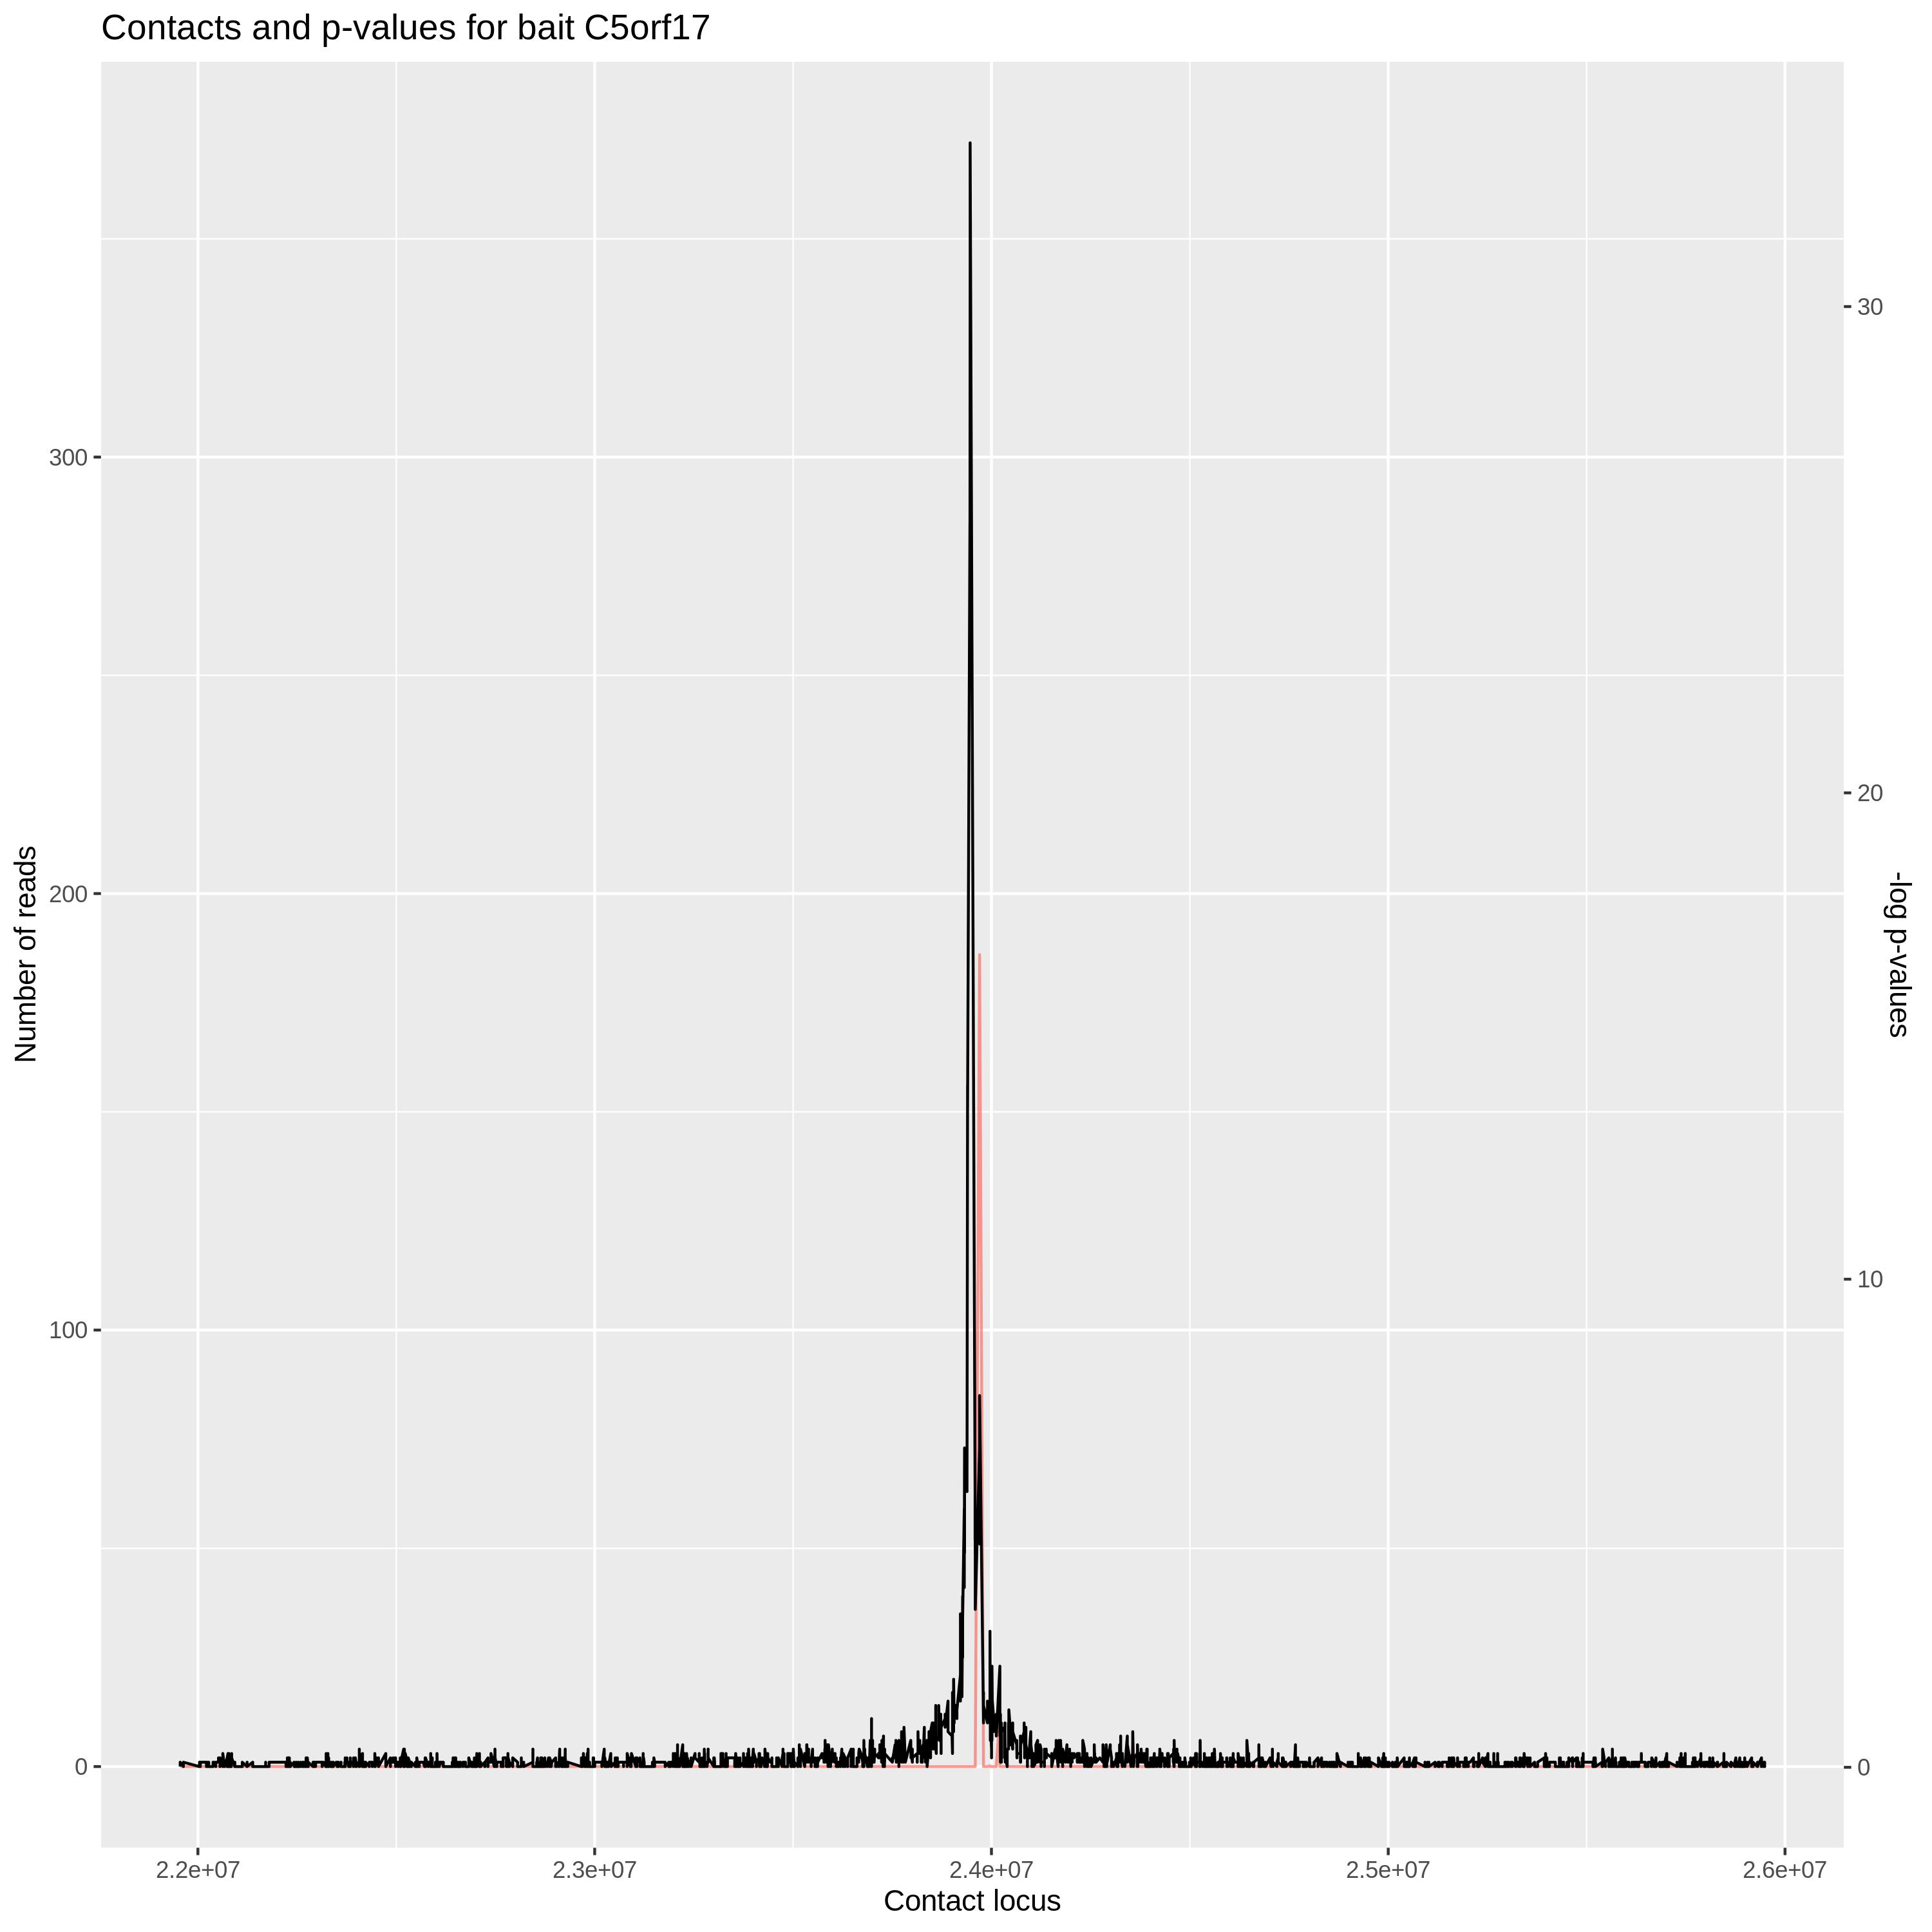 Contacts and p-values for bait C5orf17
Number of reads
300
200
100
0
30
20
10
0
-log p-values
2.2e+07 2.3e+07 2.4e+07 2.5e+07 2.6e+07
Contact locus